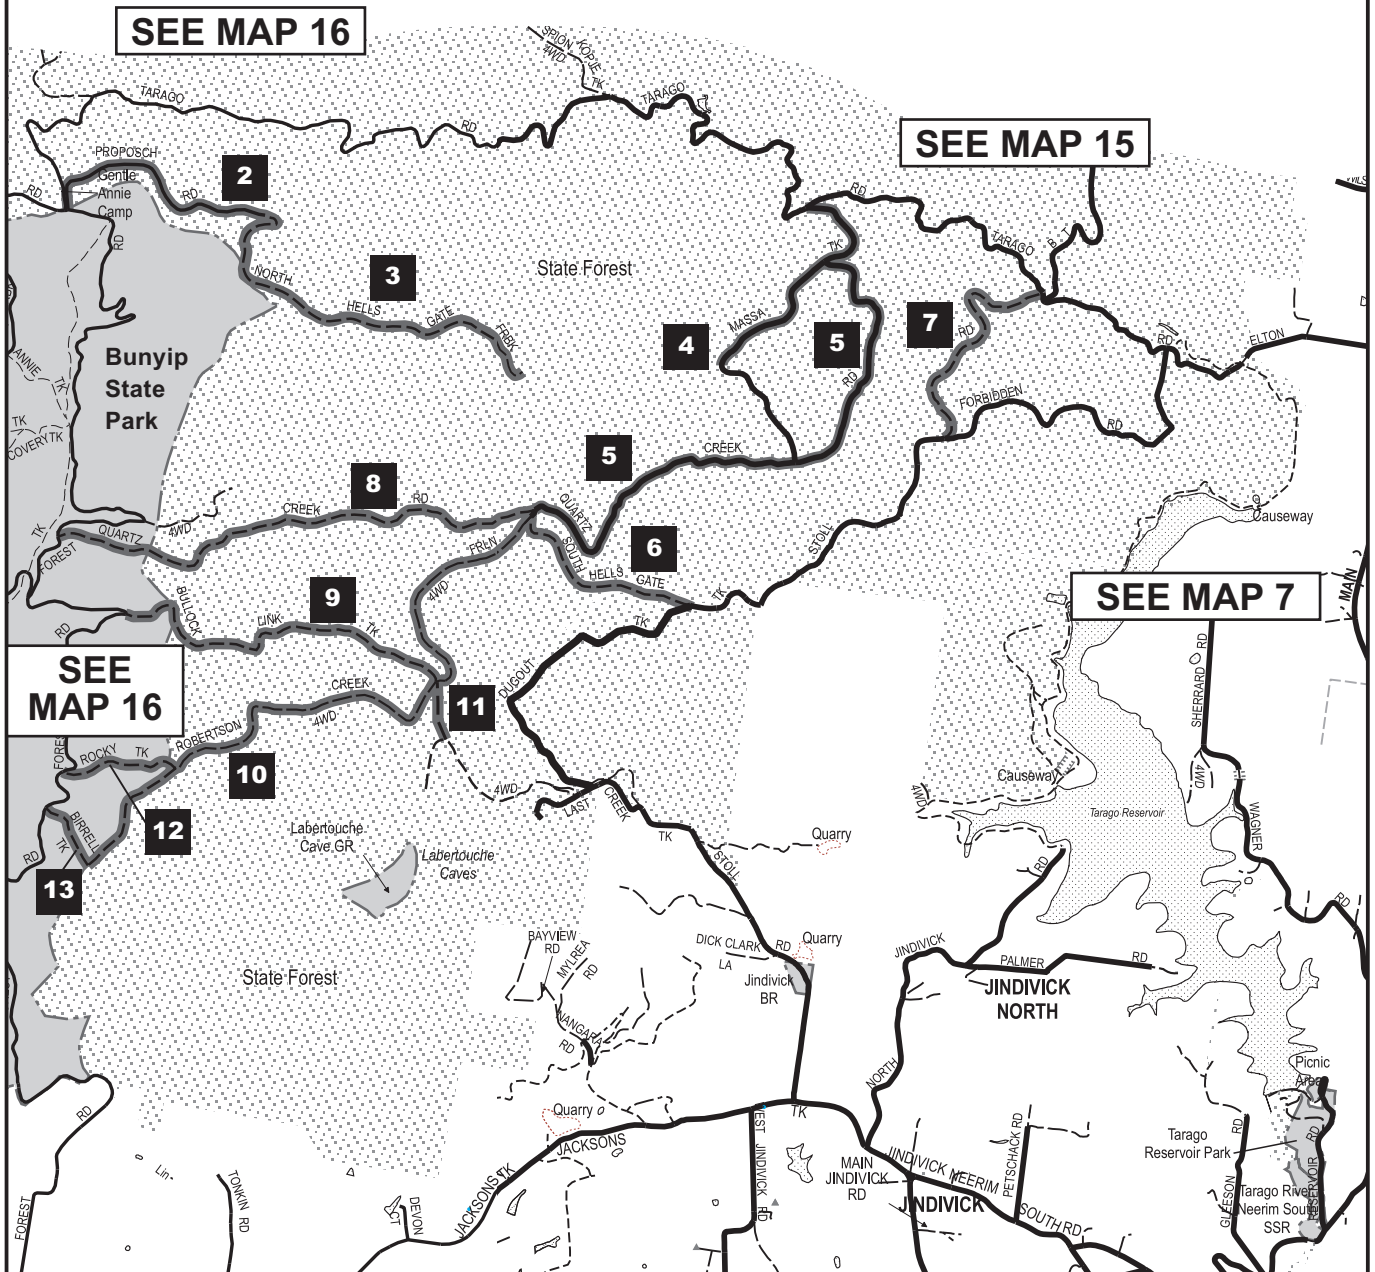 SEE MAP 16
SPION
KOPJE
4WD
TK
TARAGO
TARAGO
RD
SEE MAP 15
PROPOSCH
RD
2
Gentle
Annie
Camp
RD
RD
RD
TARAGO
TK
B
T
NORTH
3
HELLS
GATE
FRBK
State Forest
MASSA
4
5
RD
7
RD
RD
ELTON
FORBIDDEN
RD
ANNIE
TK
Bunyip
State
Park
TK
COVERY TK
CREEK
5
8
CREEK
RD
QUARTZ
TK
QUARTZ
4WD
FOREST
FRLN
4WD
SOUTH
6
HELLS
GATE
STOLL
TK
TK
Causeway
MAIN
SEE MAP 7
9
BULLOCK
LINK
TK
RD
SEE
MAP 16
CREEK
4WD
11
DUGOUT
SHERRARD
RD
ROBERTSON
10
ROCKY
TK
FORES
4WD
LAST
CREEK
TK
Causeway
4WD
4WD
Tarago Reservoir
WAGNER
RD
BIRRELL
TK
12
RD
13
Labertouche
Cave GR
Labertouche
Caves
Quarry
STOLL
RD
BAYVIEW
RD
MYLREA
RD
DICK CLARK
LA
RD
Quarry
Jindivick
BR
JINDIVICK
PALMER
RD
JINDIVICK
NORTH
State Forest
NANGARA
RD
NORTH
Picnic
Area
RD
Quarry
JACKSONS
TK
WEST JINDIVICK RD
PETSCHACK RD
RD
Tarago
Reservoir Park
RD
MAIN
JINDIVICK
RD
JINDIVICK NEERIM
SOUTH RD
JINDIVICK
GLEESON
RESERVOIR
Tarago River
Neerim South
SSR
Lin
TONKIN RD
FOREST
CT
DEVON
JACKSONS TK